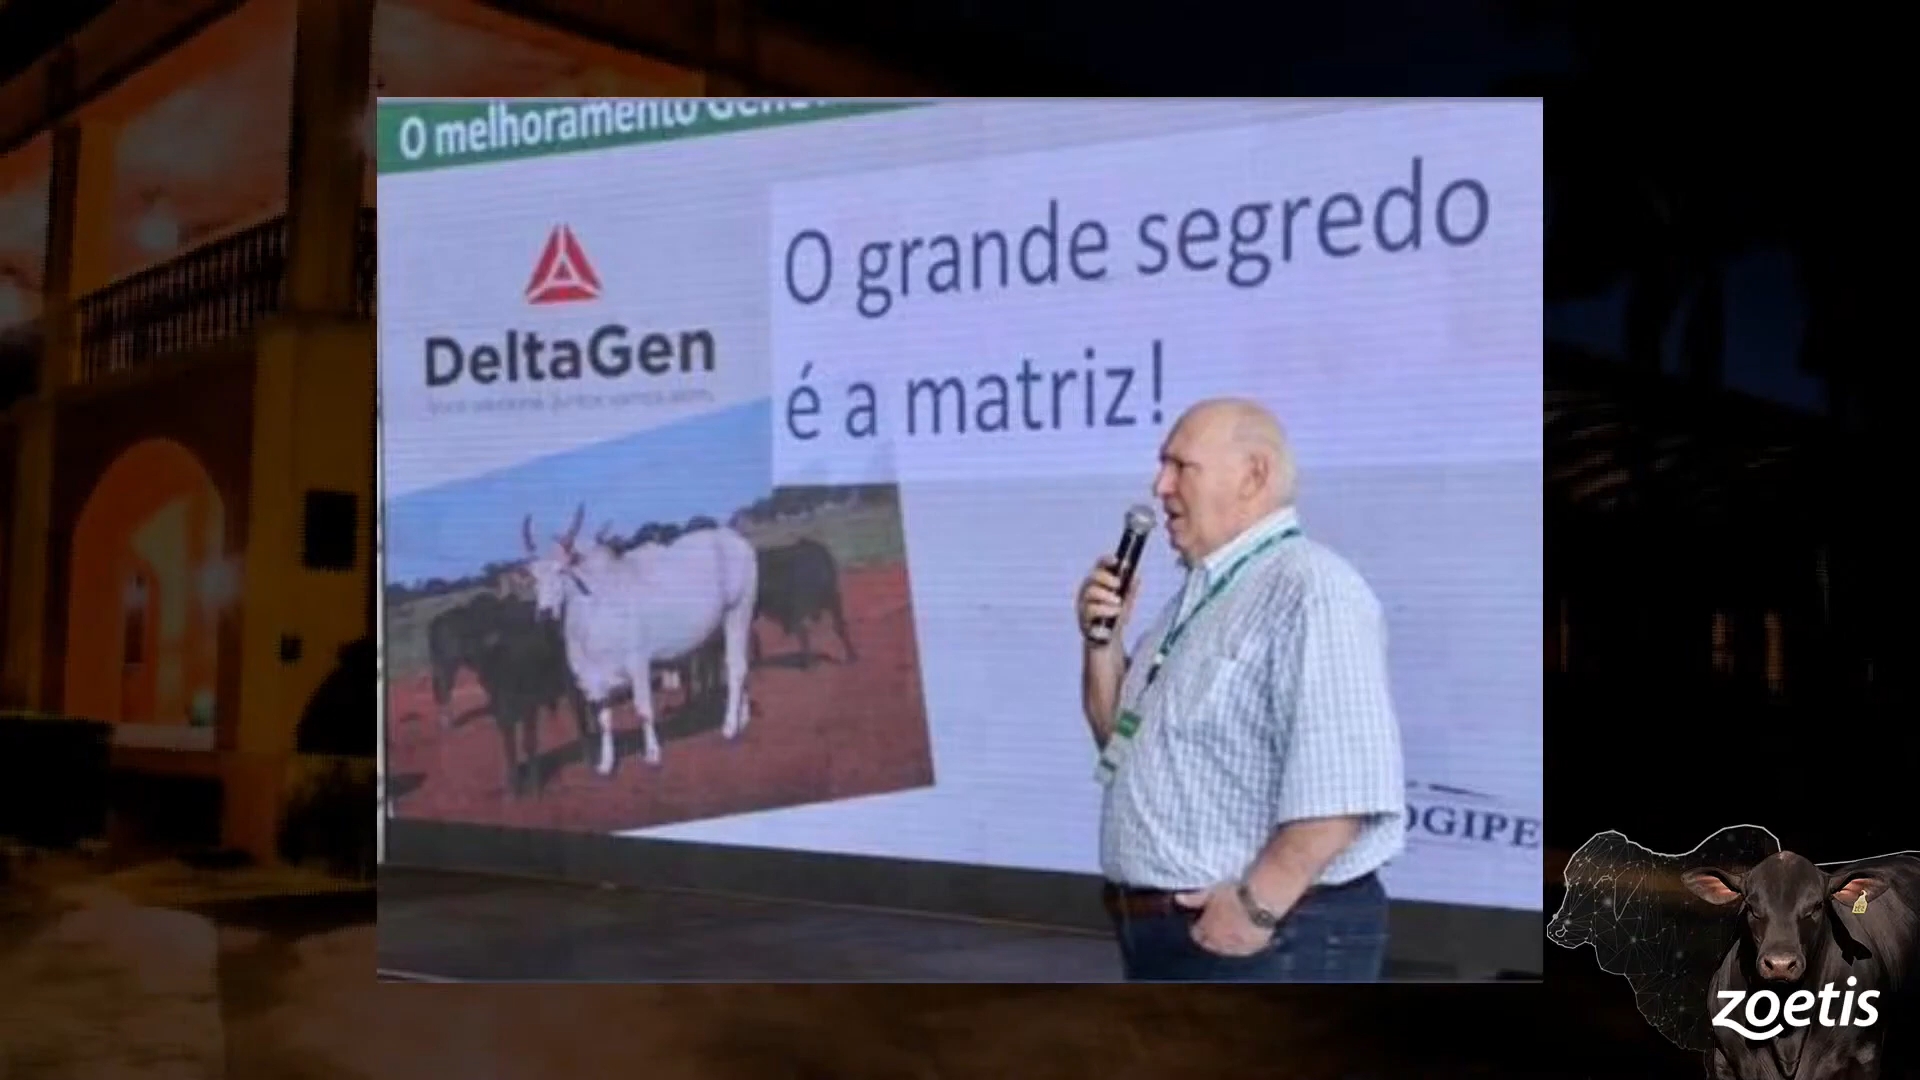 O melhoramento
DeltaGen
O grande segredo
é a matriz!
OGIPE
zoetis